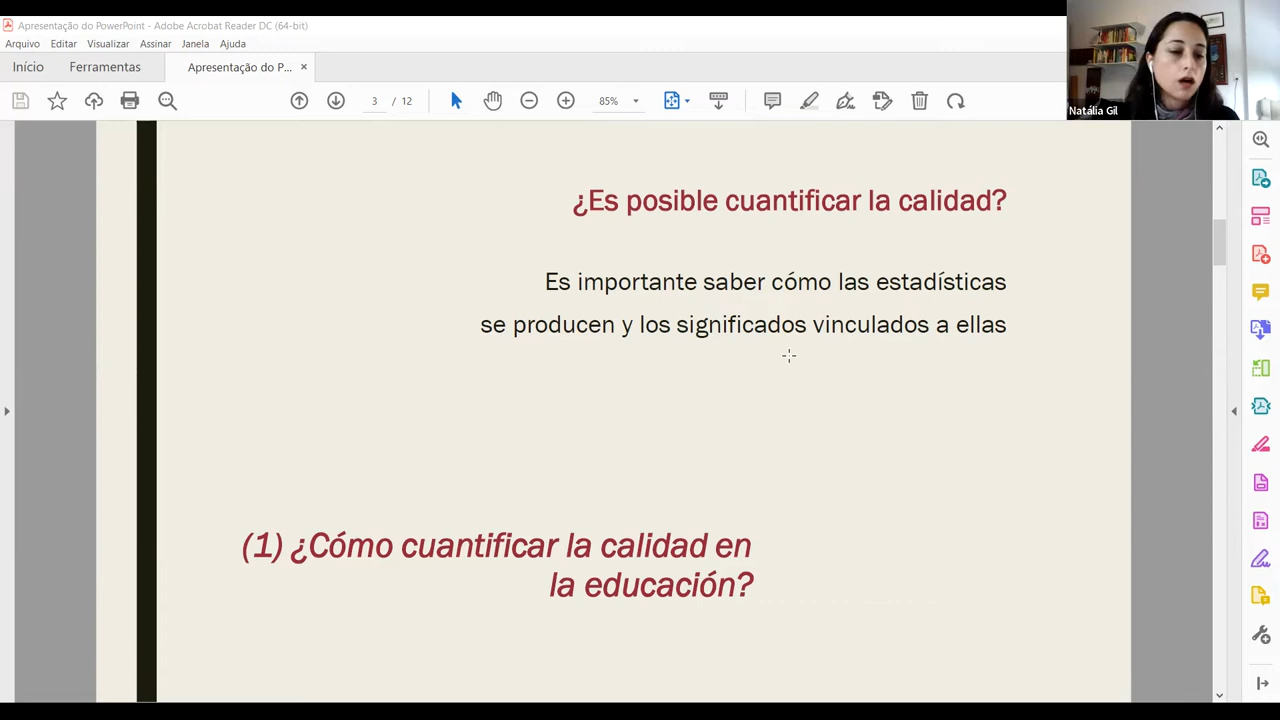 Apresentação do PowerPoint - Adobe Acrobat Reader DC (64-bit)
Arquivo Editar Visualizar Assinar Janela Ajuda
Início Ferramentas Apresentação do P... ×
3 / 12 85%
Natália Gil
¿Es posible cuantificar la calidad?
Es importante saber cómo las estadísticas
se producen y los significados vinculados a ellas
(1) ¿Cómo cuantificar la calidad en
la educación?